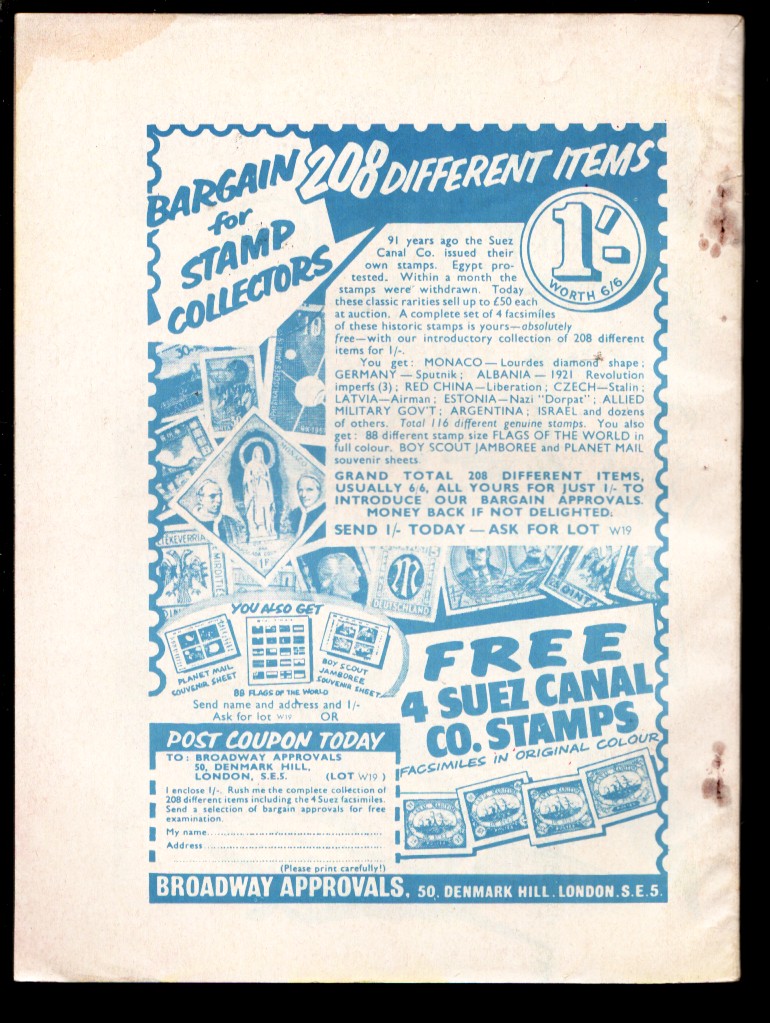 BARGAIN
for
STAMP
COLLECTORS
208 DIFFERENT ITEMS
1'-
WORTH 6/6
91 years ago the Suez
Canal Co. issued their
own stamps. Egypt pro-
tested. Within a month the
stamps were withdrawn. Today
these classic rarities sell up to £50 each
at auction. A complete set of 4 facsimiles
of these historic stamps is yours—absolutely
free—with our introductory collection of 208 different
items for 1/-.
You get: MONACO—Lourdes diamond shape;
GERMANY—Sputnik; ALBANIA—1921 Revolution
imperfs (3); RED CHINA—Liberation; CZECH—Stalin;
LATVIA—Airman; ESTONIA—Nazi "Dorpat"; ALLIED
MILITARY GOV'T; ARGENTINA; ISRAEL and dozens
of others. Total 116 different genuine stamps. You also
get: 88 different stamp size FLAGS OF THE WORLD in
full colour. BOY SCOUT JAMBOREE and PLANET MAIL
souvenir sheets.
GRAND TOTAL 208 DIFFERENT ITEMS,
USUALLY 6/6, ALL YOURS FOR JUST 1/- TO
INTRODUCE OUR BARGAIN APPROVALS.
MONEY BACK IF NOT DELIGHTED.
SEND 1/- TODAY—ASK FOR LOT W19
DEUTSCHLAND
YOU ALSO GET
PLANET MAIL
SOUVENIR SHEET
88 FLAGS OF THE WORLD
BOY SCOUT
JAMBOREE
SOUVENIR SHEET
Send name and address and 1/-
Ask for lot W19 OR
FREE
4 SUEZ CANAL
CO. STAMPS
FACSIMILES IN ORIGINAL COLOUR
POST COUPON TODAY
TO: BROADWAY APPROVALS
50, DENMARK HILL,
LONDON, S.E.5. (LOT W19)
I enclose 1/-. Rush me the complete collection of
208 different items including the 4 Suez facsimiles.
Send a selection of bargain approvals for free
examination.
My name
Address
(Please print carefully!)
BROADWAY APPROVALS, 50, DENMARK HILL. LONDON. S.E.5.